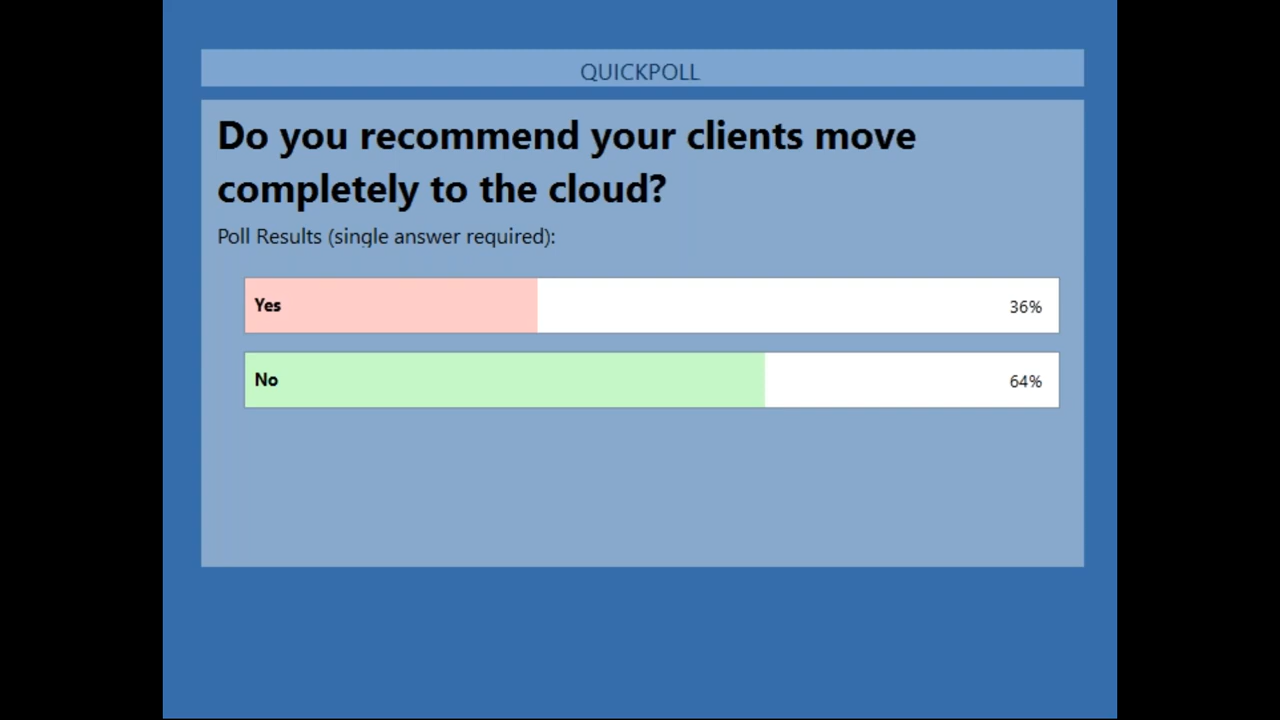 QUICKPOLL
Do you recommend your clients move
completely to the cloud?
Poll Results (single answer required):
Yes 36%
No 64%